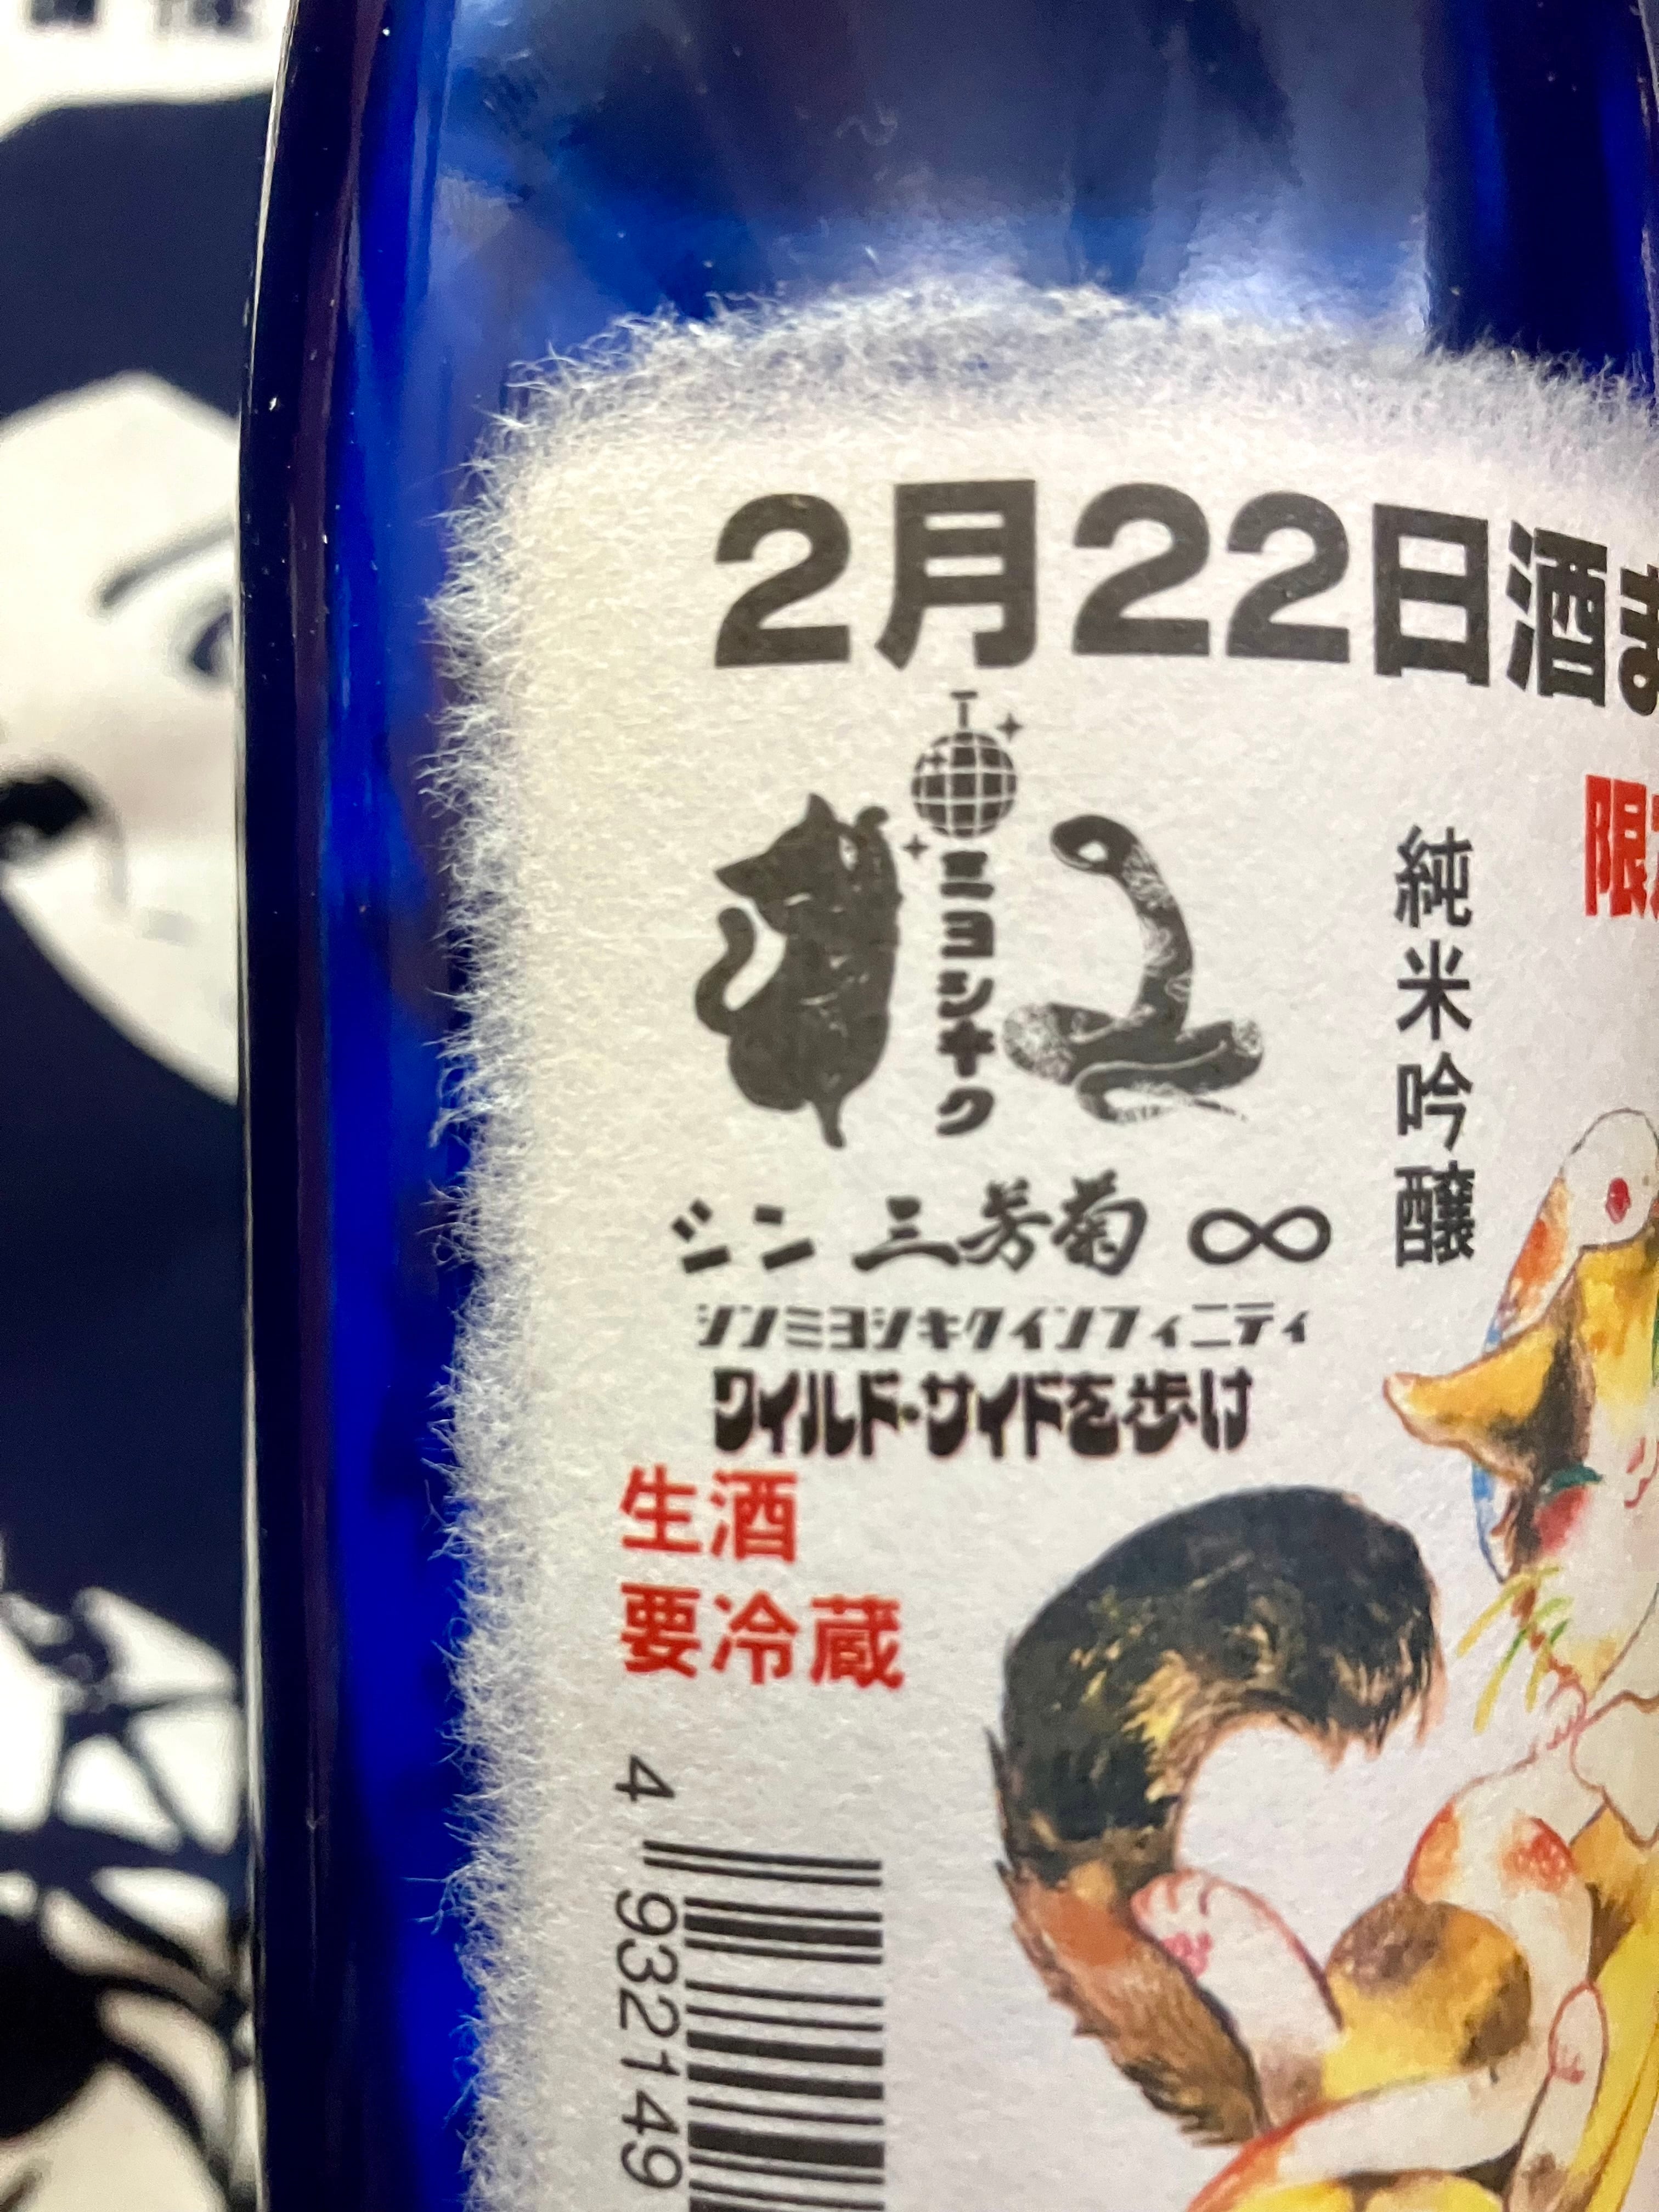 2月22日酒ま
限定
純米吟醸
ミヨシキク
シン 三芳菊 ∞
シンミヨシキクインフィニティ
ワイルド・サイドを歩け
生酒
要冷蔵
4 932149